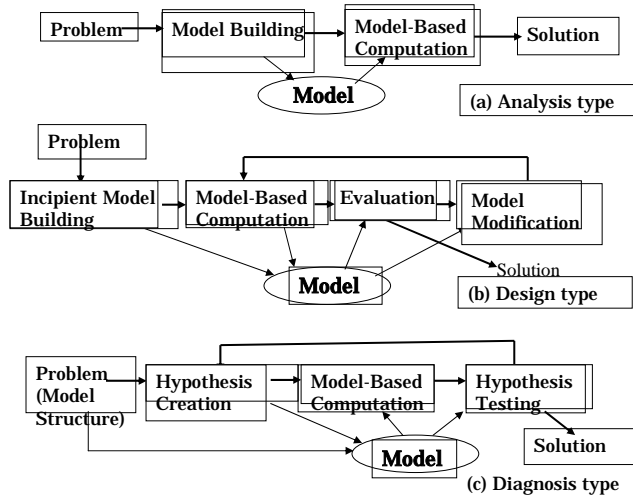 Problem
Model Building
Model-Based
Computation
Solution
Model
(a) Analysis type
Problem
Incipient Model
Building
Model-Based
Computation
Evaluation
Model
Modification
Solution
Model
(b) Design type
Problem
(Model
Structure)
Hypothesis
Creation
Model-Based
Computation
Hypothesis
Testing
Model
Solution
(c) Diagnosis type